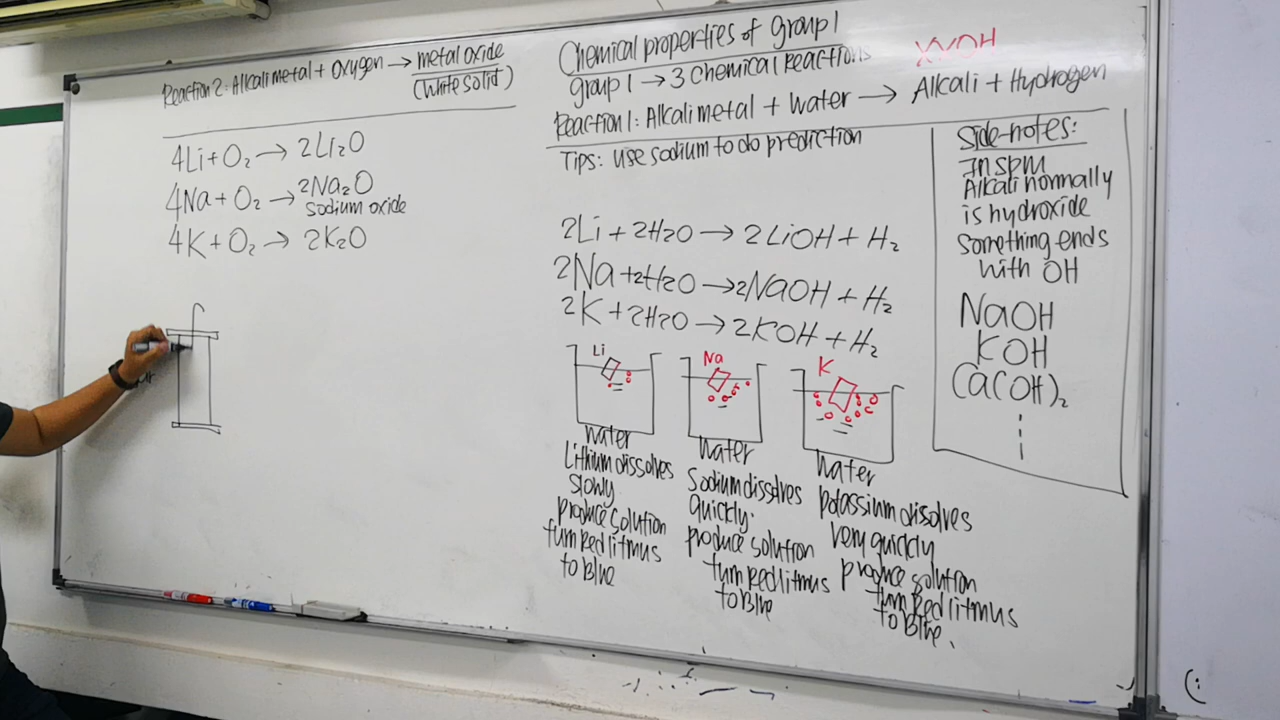 Reaction 2: Alkali metal + Oxygen → metal oxide
(White solid)
4Li + O₂ → 2Li₂O
4Na + O₂ → 2Na₂O
sodium oxide
4K + O₂ → 2K₂O
Chemical properties of Group 1
group 1 → 3 Chemical Reactions
XYOH
Reaction 1: Alkali metal + Water → Alkali + Hydrogen
Tips: use sodium to do prediction
2Li + 2H₂O → 2LiOH + H₂
2Na + 2H₂O → 2NaOH + H₂
2K + 2H₂O → 2KOH + H₂
Li
Water
Lithium dissolves
slowy
produce solution
turn Red litmus
to Blue
Na
Water
Sodium dissolves
Quickly.
produce solution
turn Red litmus
to Blue
K
Water
Potassium disolves
Very quickly
produce solution
turn Red litmus
to Blue.
Side-notes:
In spm
Alkali normally
is hydroxide
something ends
with OH
NaOH
KOH
Ca(OH)₂
(: